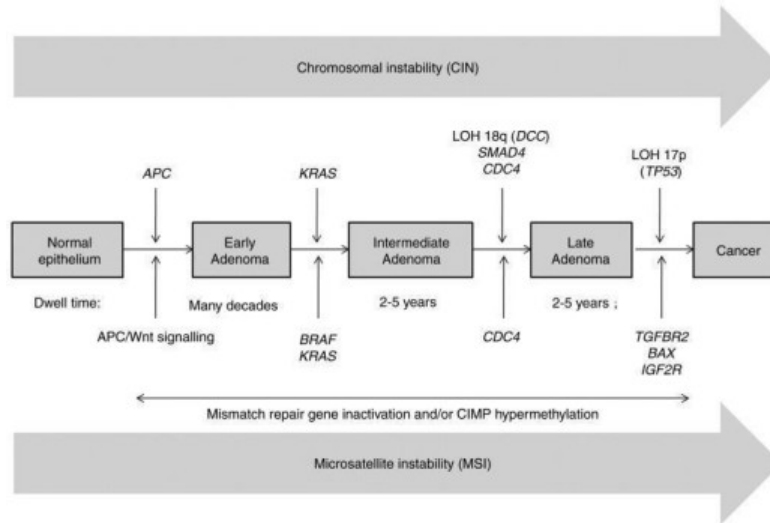 Chromosomal instability (CIN)
LOH 18q (DCC)
SMAD4
CDC4
LOH 17p
(TP53)
APC
KRAS
Normal
epithelium
Early
Adenoma
Intermediate
Adenoma
Late
Adenoma
Cancer
Dwell time:
Many decades
2-5 years
2-5 years ;
APC/Wnt signalling
BRAF
KRAS
CDC4
TGFBR2
BAX
IGF2R
Mismatch repair gene inactivation and/or CIMP hypermethylation
Microsatellite instability (MSI)